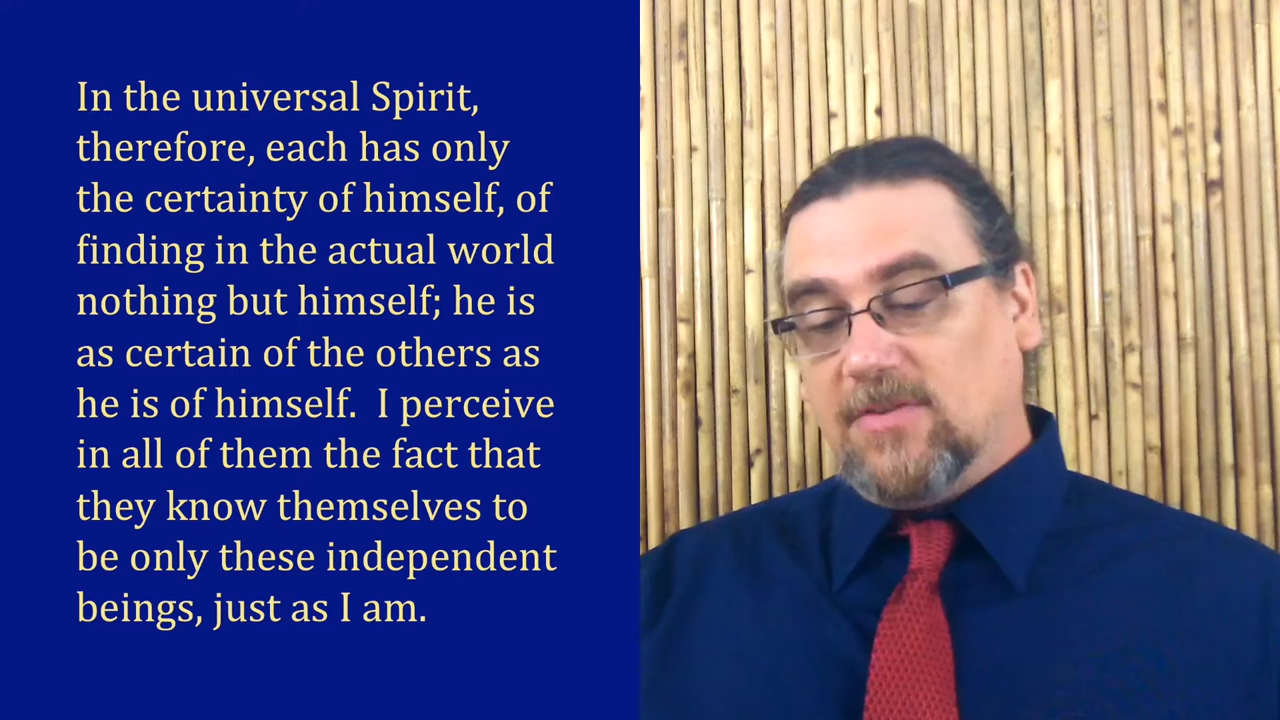 In the universal Spirit,
therefore, each has only
the certainty of himself, of
finding in the actual world
nothing but himself; he is
as certain of the others as
he is of himself.  I perceive
in all of them the fact that
they know themselves to
be only these independent
beings, just as I am.